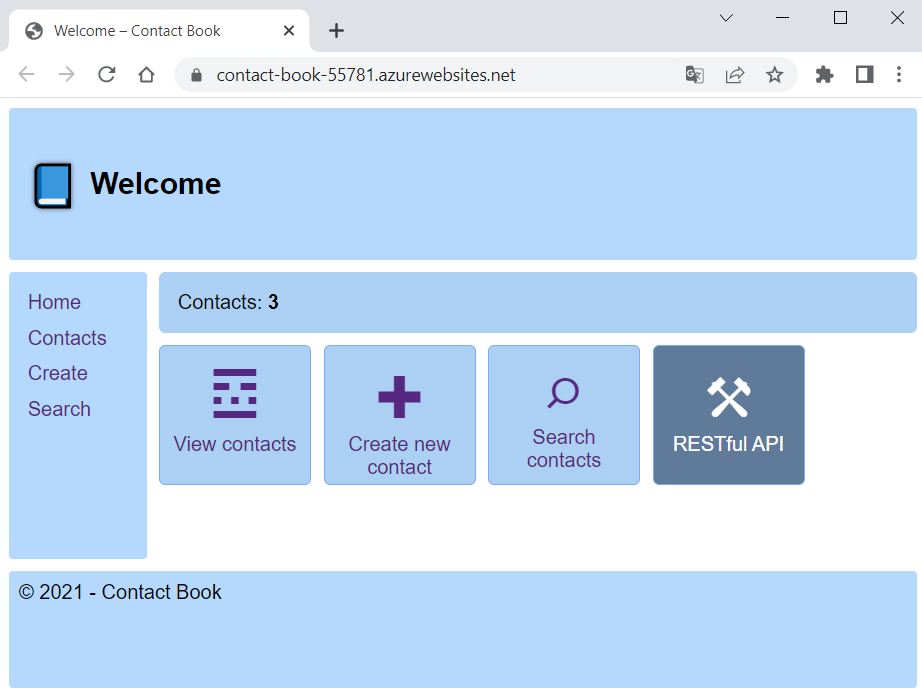 Welcome – Contact Book
contact-book-55781.azurewebsites.net
Welcome
Home
Contacts
Create
Search
Contacts: 3
View contacts
Create new
contact
Search
contacts
RESTful API
© 2021 - Contact Book